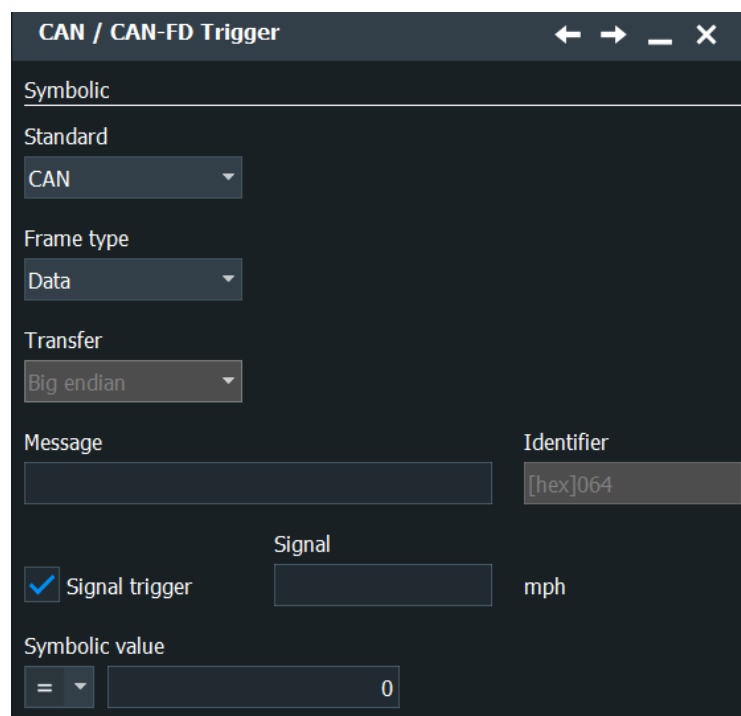 CAN / CAN-FD Trigger
Symbolic
Standard
CAN
Frame type
Data
Transfer
Big endian
Message Identifier
[hex]064
Signal
Signal trigger mph
Symbolic value
= 0